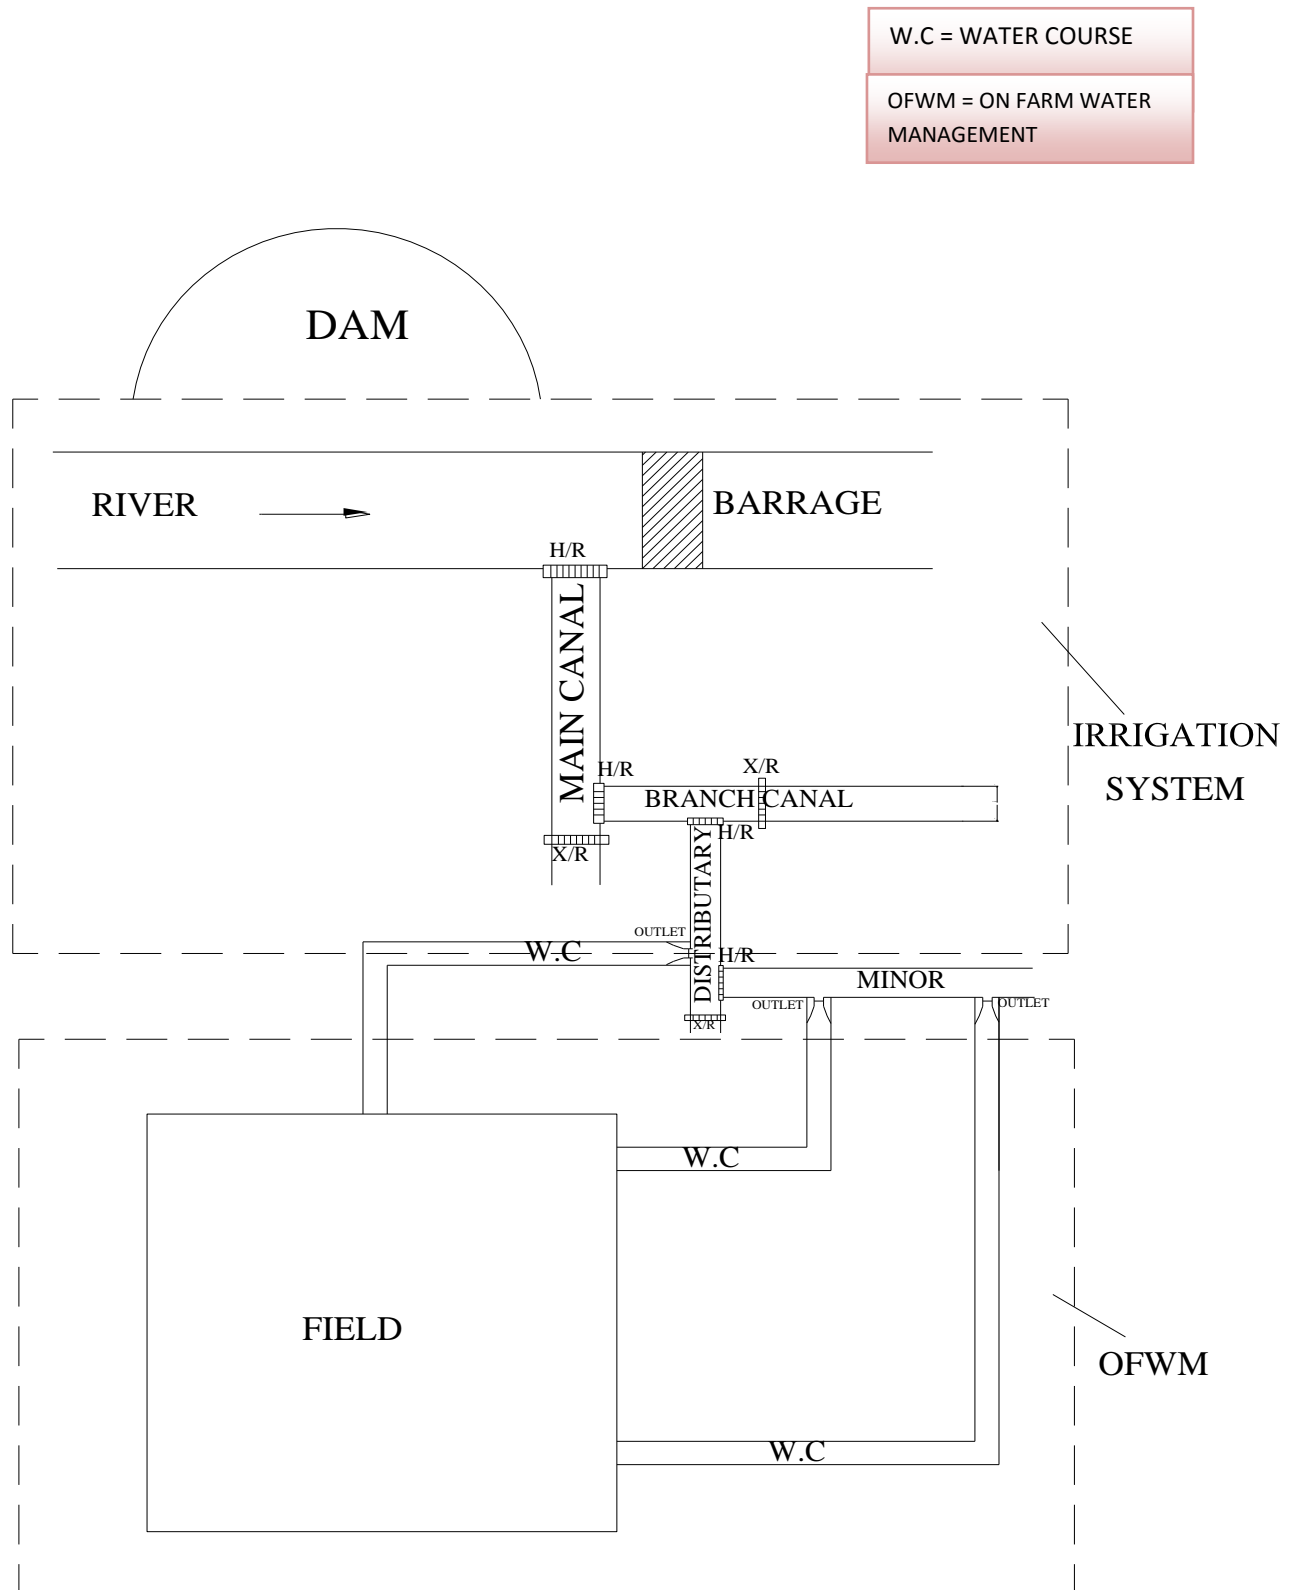 W.C = WATER COURSE
OFWM = ON FARM WATER
MANAGEMENT
DAM
RIVER
BARRAGE
H/R
MAIN CANAL
IRRIGATION
SYSTEM
H/R
X/R
BRANCH CANAL
H/R
X/R
DISTRIBUTARY
OUTLET
W.C
H/R
MINOR
OUTLET
OUTLET
X/R
W.C
FIELD
OFWM
W.C